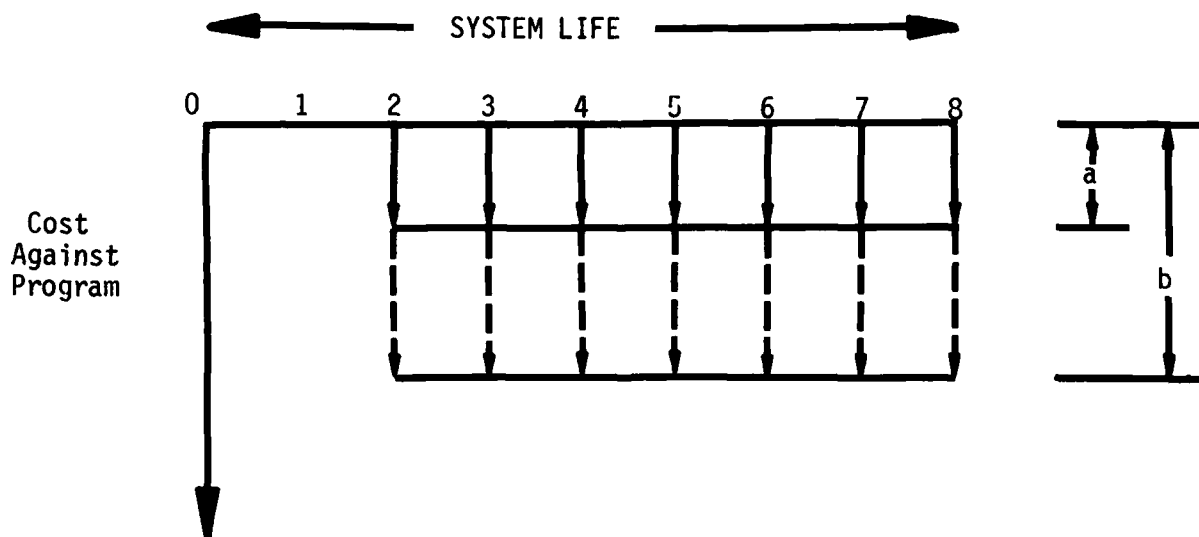 SYSTEM LIFE
0 1 2 3 4 5 6 7 8
a
Cost
Against
Program
b